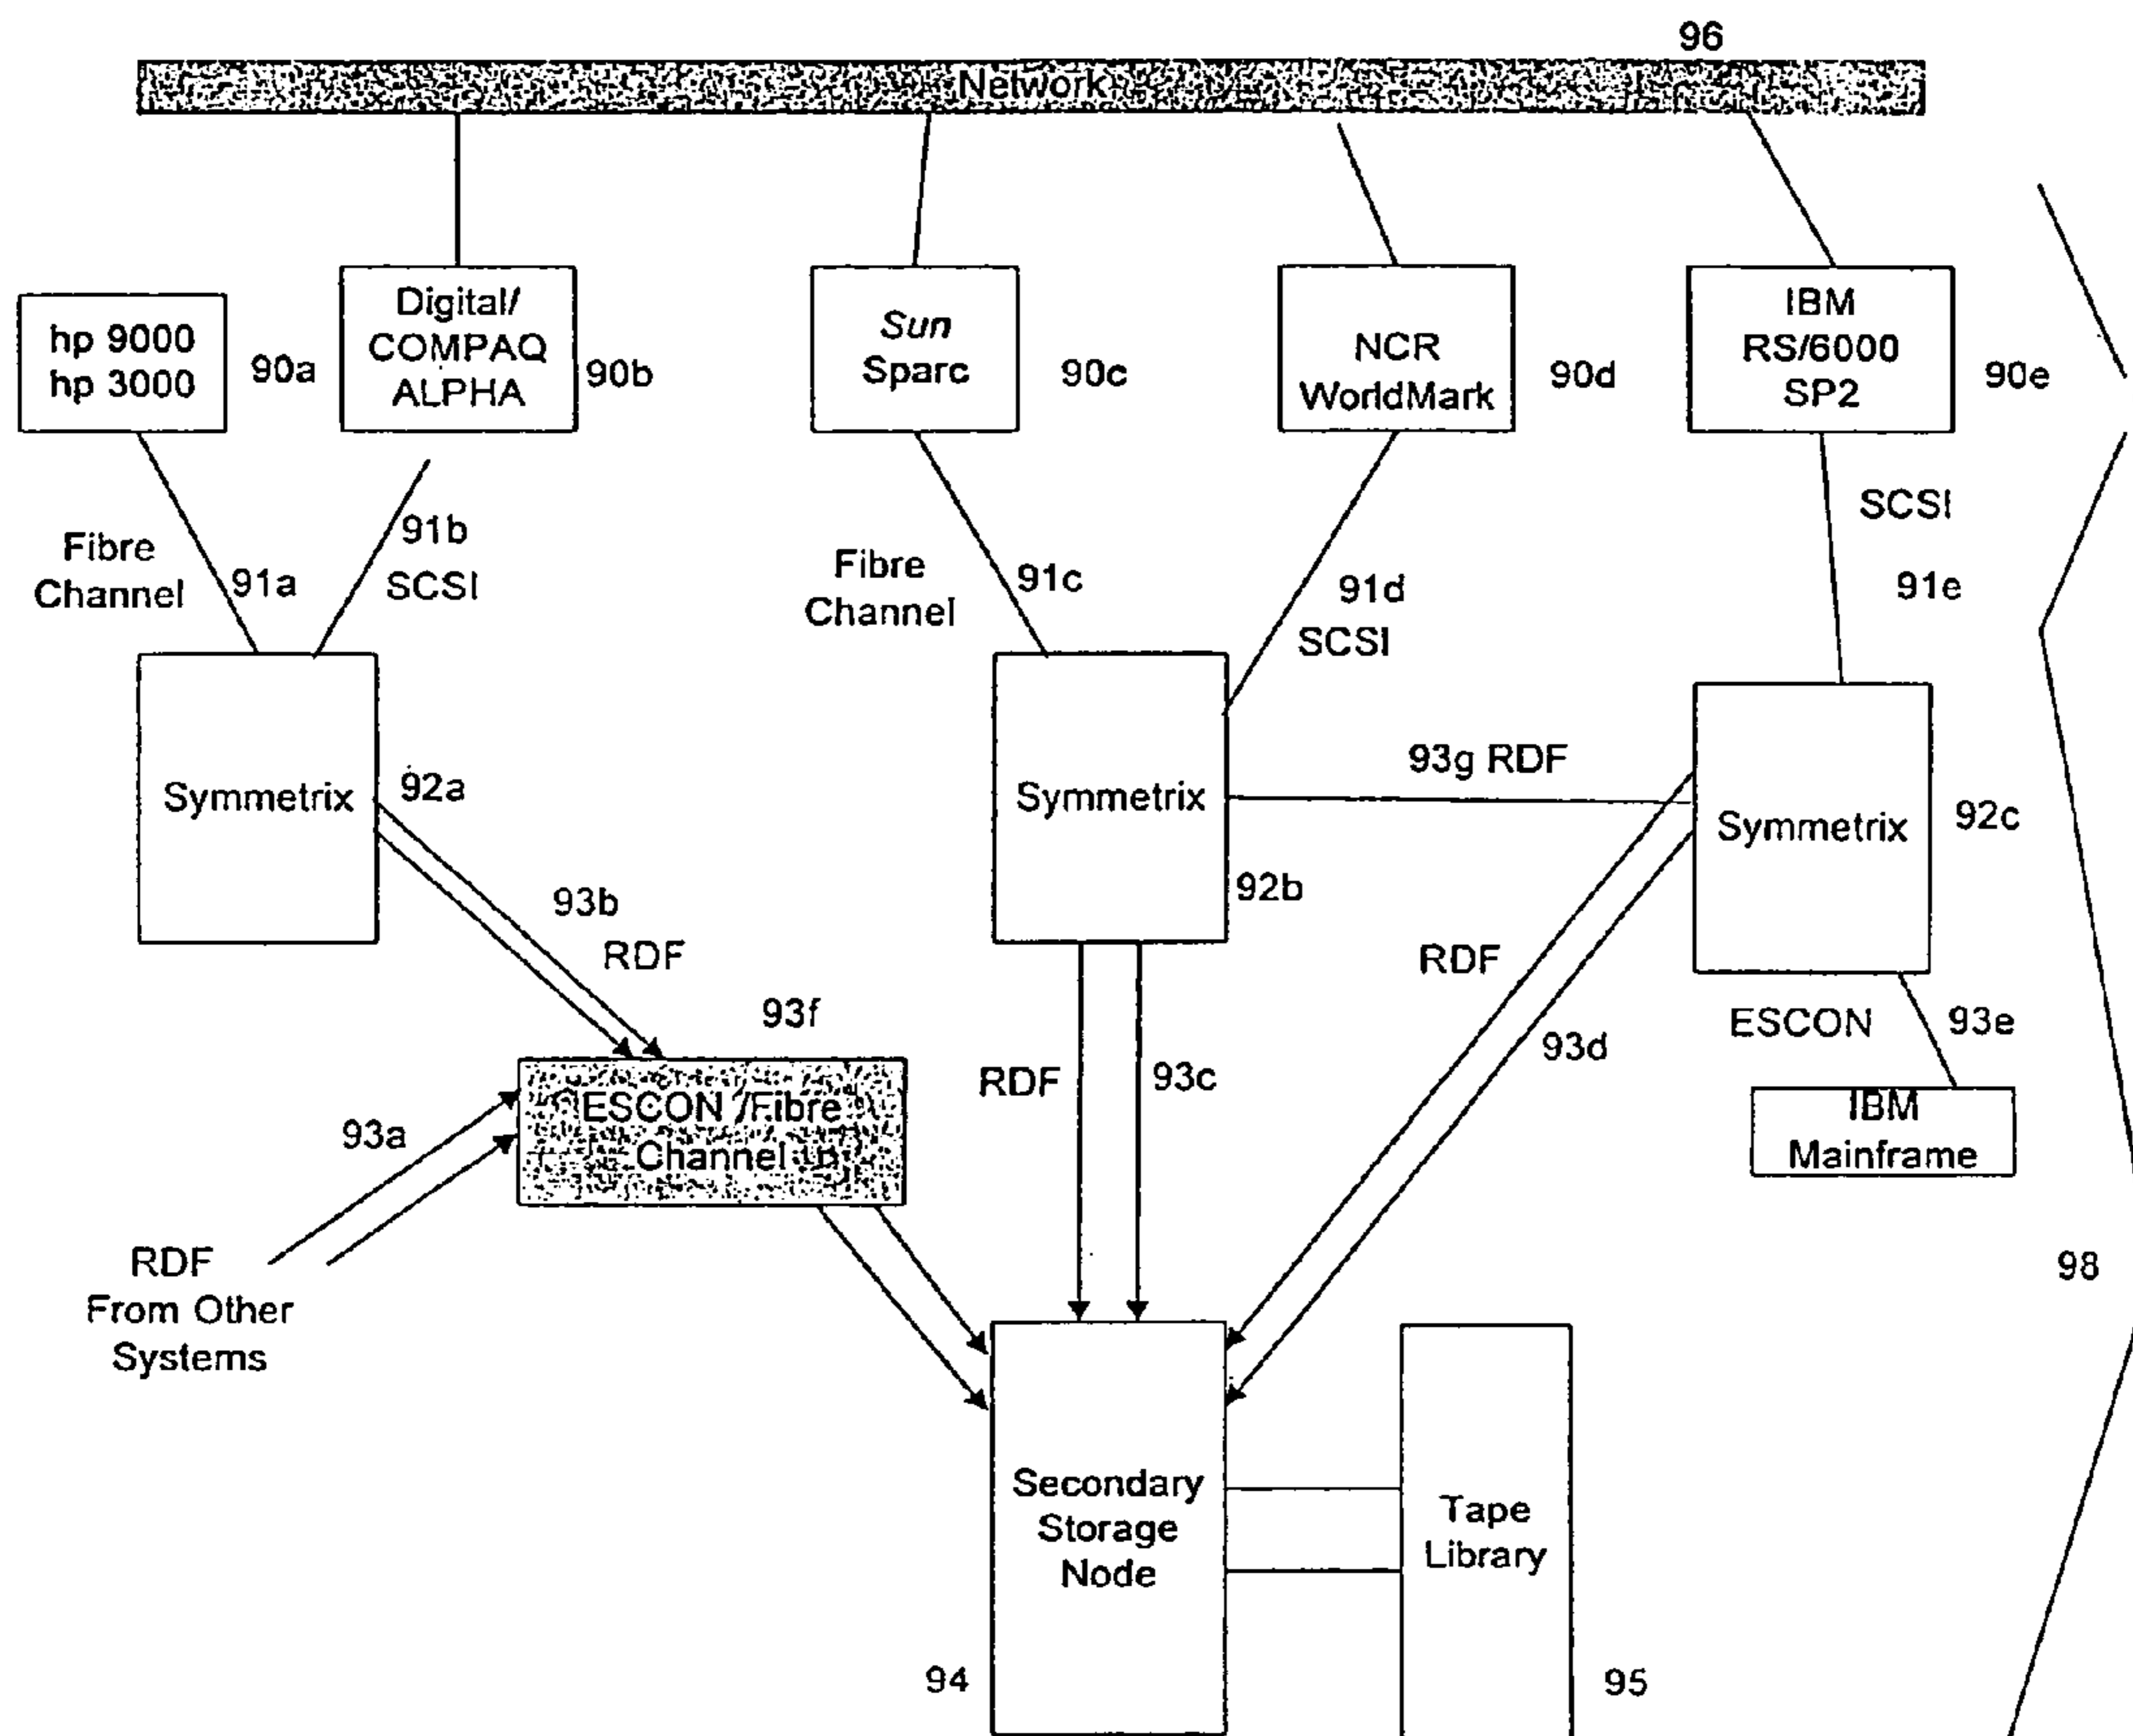 96
Network
hp 9000
hp 3000
90a
Digital/
COMPAQ
ALPHA
90b
Sun
Sparc
90c
NCR
WorldMark
90d
IBM
RS/6000
SP2
90e
Fibre
Channel
91a
91b
SCSI
Fibre
Channel
91c
91d
SCSI
SCSI
91e
Symmetrix
92a
Symmetrix
92b
93g RDF
Symmetrix
92c
93b
RDF
93f
RDF
93c
RDF
93d
ESCON
93e
IBM
Mainframe
ESCON /Fibre
Channel
93a
RDF
From Other
Systems
98
Secondary
Storage
Node
94
Tape
Library
95